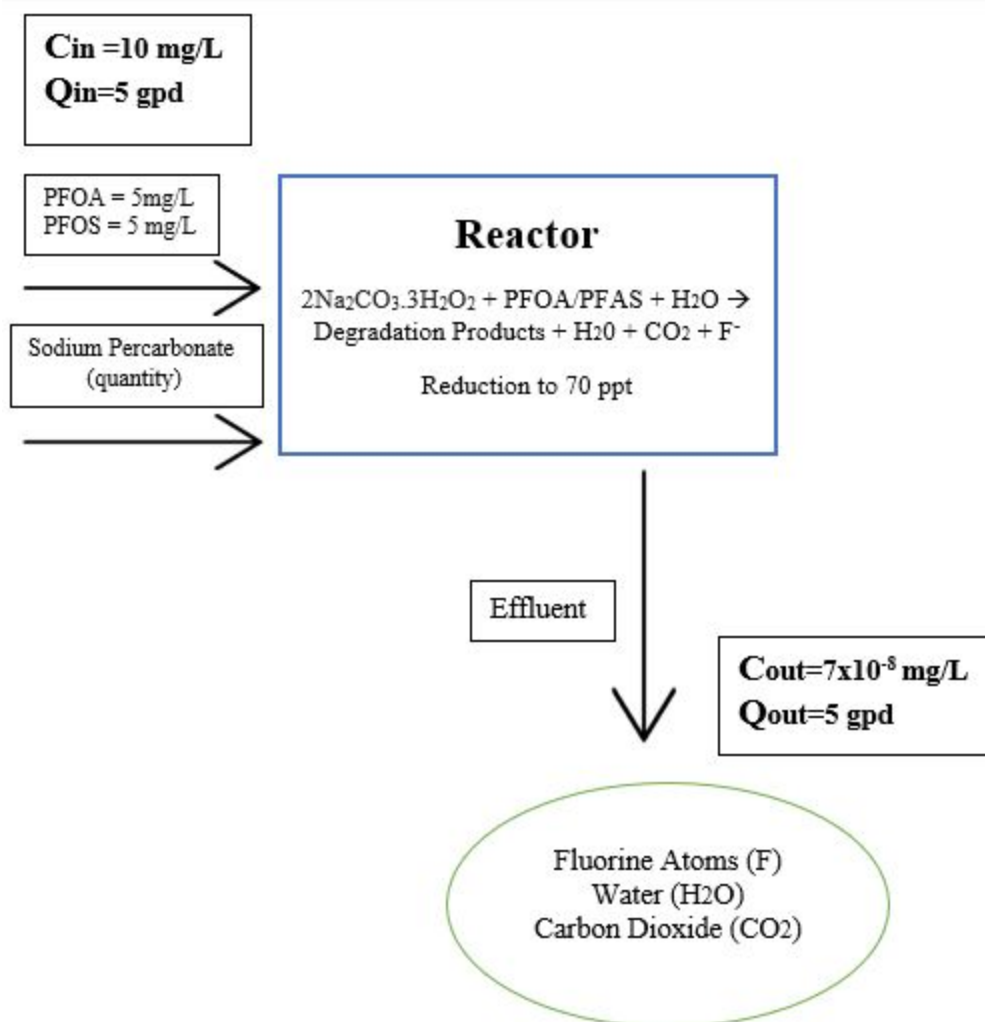 Cin =10 mg/L
Qin=5 gpd
PFOA = 5mg/L
PFOS = 5 mg/L
Reactor
2Na₂CO₃.3H₂O₂ + PFOA/PFAS + H₂O →
Degradation Products + H₂0 + CO₂ + F⁻
Reduction to 70 ppt
Sodium Percarbonate
(quantity)
Effluent
Cout=7x10⁻⁸ mg/L
Qout=5 gpd
Fluorine Atoms (F)
Water (H₂O)
Carbon Dioxide (CO₂)